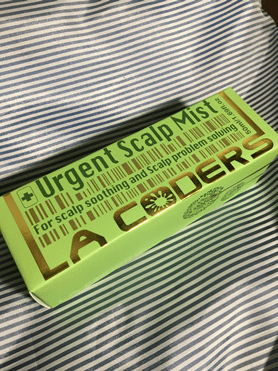 Urgent Scalp Mist
For scalp soothing and Scalp problem solving
LA CODERS